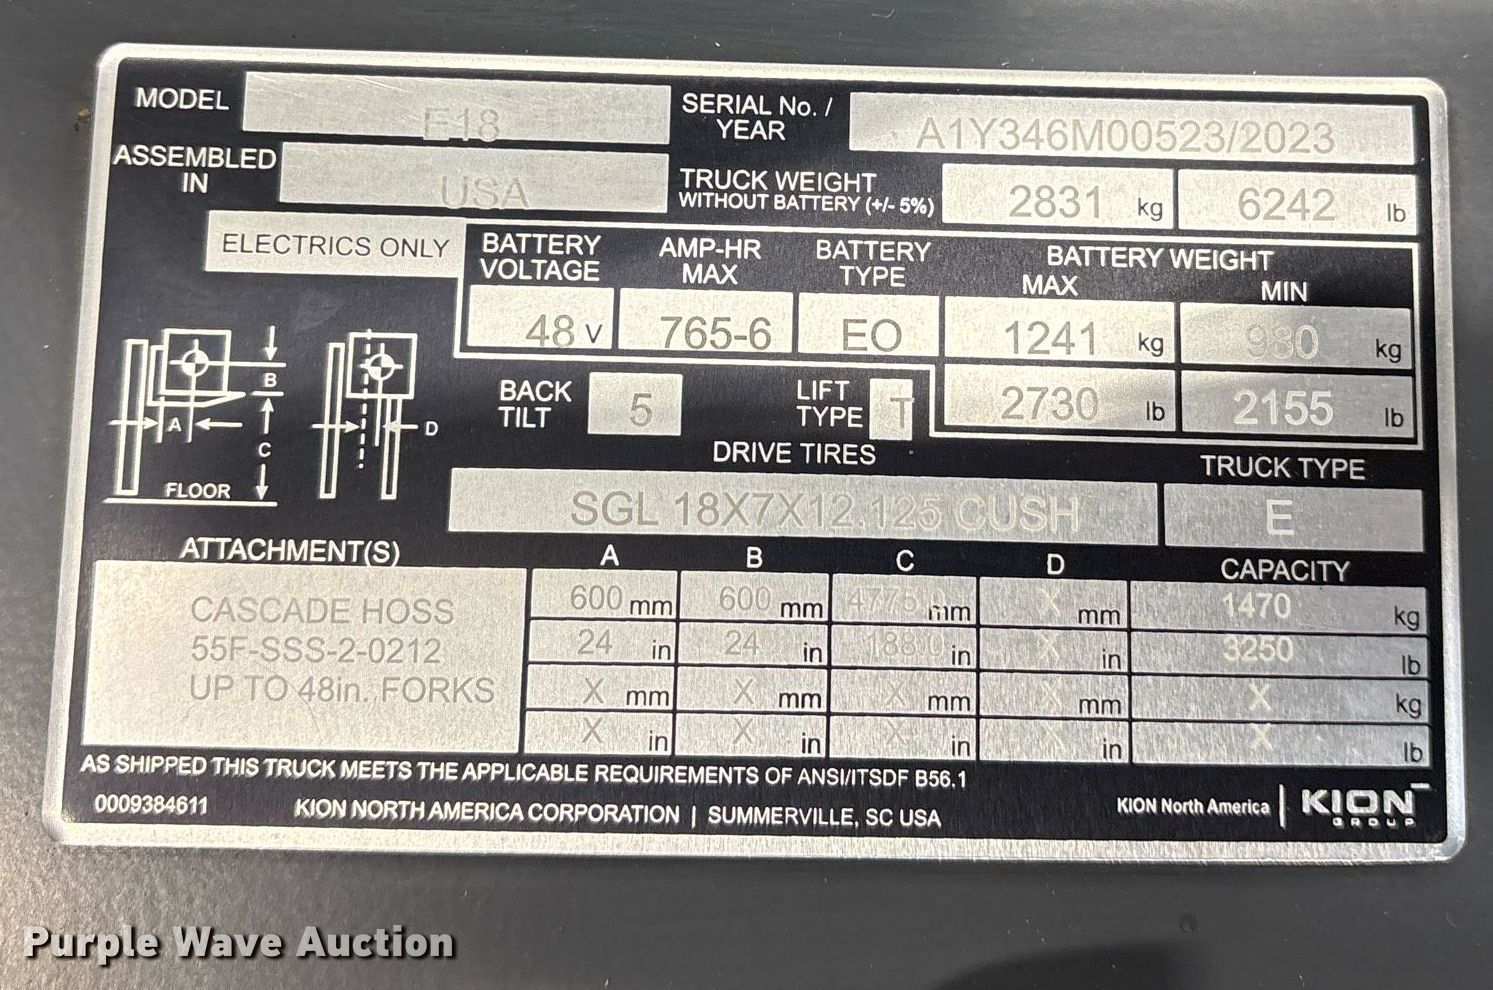 MODEL E18 SERIAL No. / YEAR A1Y346M00523/2023
ASSEMBLED IN USA TRUCK WEIGHT WITHOUT BATTERY (+/- 5%) 2831 kg 6242 lb
ELECTRICS ONLY BATTERY VOLTAGE AMP-HR MAX BATTERY TYPE BATTERY WEIGHT
MAX MIN
48 V 765-6 EO 1241 kg 980 kg
BACK TILT 5 LIFT TYPE T 2730 lb 2155 lb
A B C D
FLOOR
DRIVE TIRES TRUCK TYPE
SGL 18X7X12.125 CUSH E
ATTACHMENT(S) A B C D CAPACITY
CASCADE HOSS
55F-SSS-2-0212
UP TO 48in. FORKS
600 mm 600 mm 4775.0 mm X mm 1470 kg
24 in 24 in 188.0 in X in 3250 lb
X mm X mm X mm X mm X kg
X in X in X in X in X lb
AS SHIPPED THIS TRUCK MEETS THE APPLICABLE REQUIREMENTS OF ANSI/ITSDF B56.1
0009384611 KION NORTH AMERICA CORPORATION | SUMMERVILLE, SC USA KION North America | KION GROUP
Purple Wave Auction